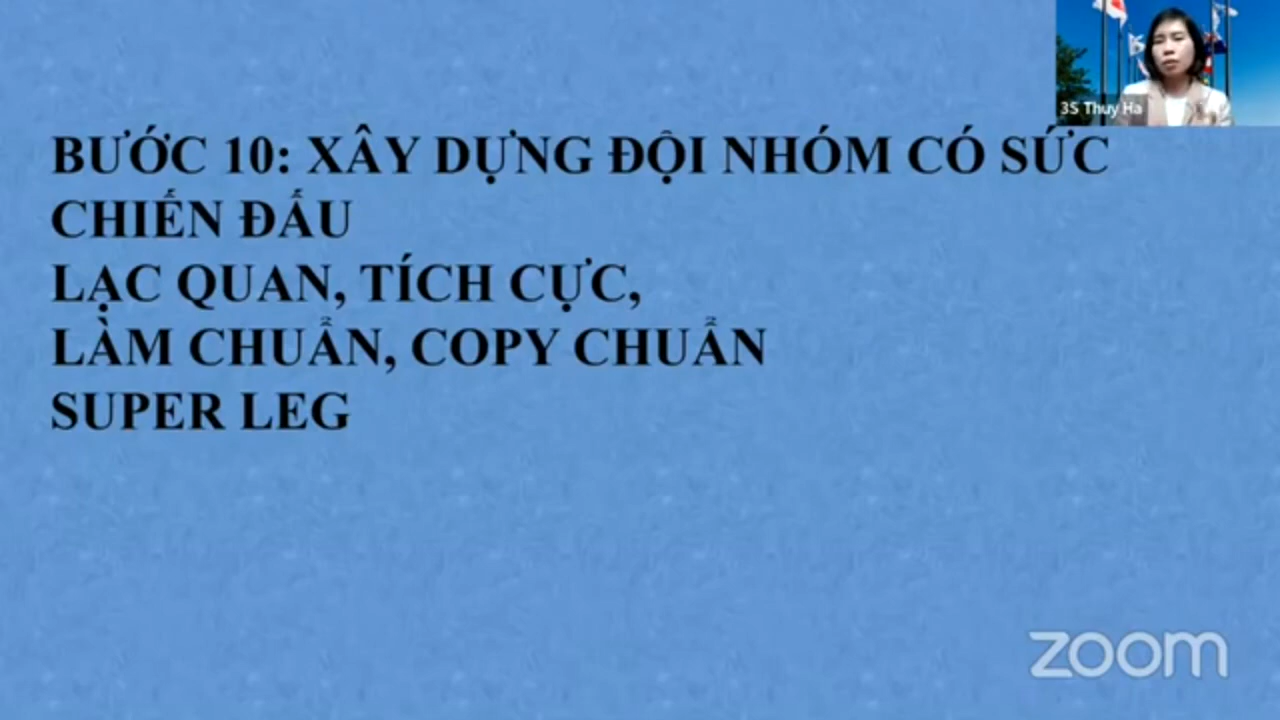 3S Thuy Ha
BƯỚC 10: XÂY DỰNG ĐỘI NHÓM CÓ SỨC
CHIẾN ĐẤU
LẠC QUAN, TÍCH CỰC,
LÀM CHUẨN, COPY CHUẨN
SUPER LEG
zoom